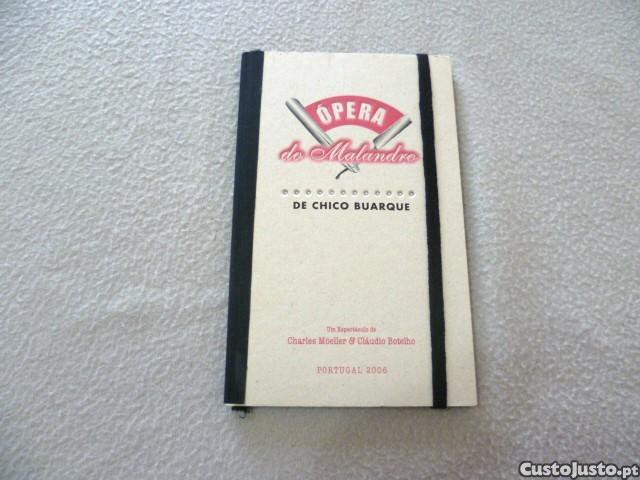 ÓPERA
do Malandro
DE CHICO BUARQUE
Um Espectáculo de
Charles Möeller & Cláudio Botelho
PORTUGAL 2006
CustoJusto.pt